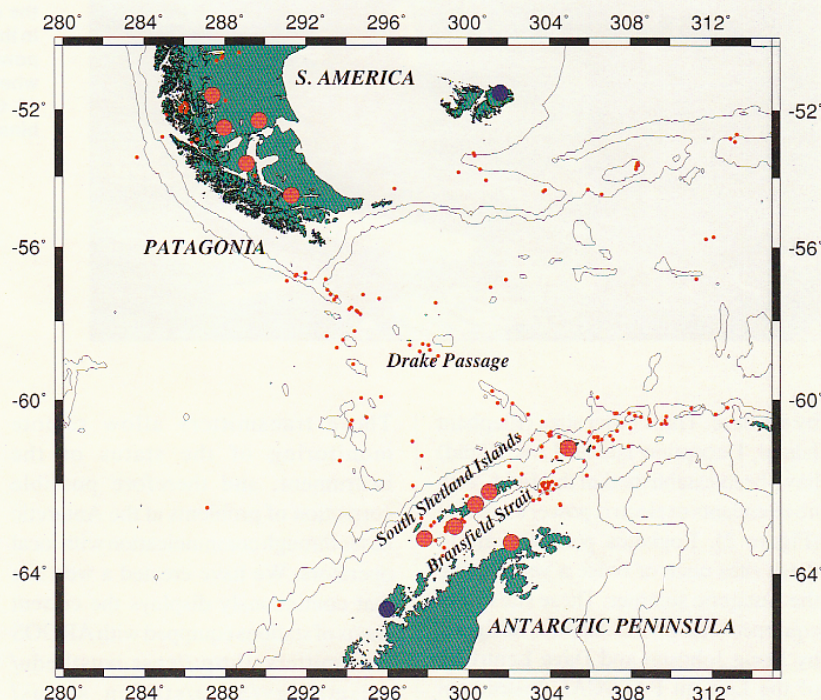 280° 284° 288° 292° 296° 300° 304° 308° 312°
S. AMERICA
-52° -52°
PATAGONIA
-56° -56°
Drake Passage
-60° -60°
South Shetland Islands
Bransfield Strait
-64° -64°
ANTARCTIC PENINSULA
280° 284° 288° 292° 296° 300° 304° 308° 312°